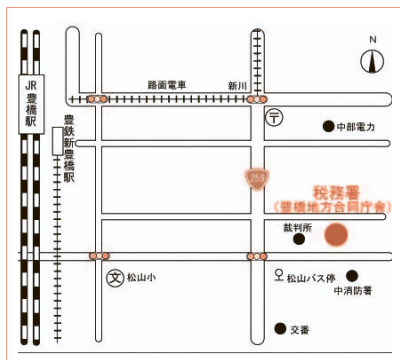 N
JR
豊橋駅
路面電車
新川
〒
豊鉄新豊橋駅
中部電力
259
税務署
(豊橋地方合同庁舎)
裁判所
文
松山小
松山バス停
中消防署
交番